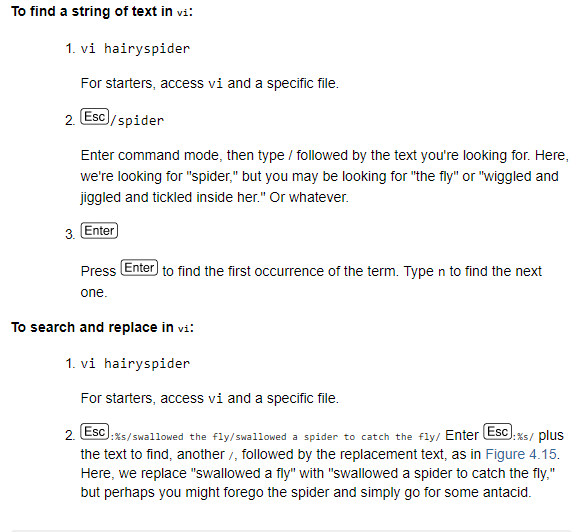 To find a string of text in vi:
1. vi hairyspider
For starters, access vi and a specific file.
2. Esc/spider
Enter command mode, then type / followed by the text you're looking for. Here,
we're looking for "spider," but you may be looking for "the fly" or "wiggled and
jiggled and tickled inside her." Or whatever.
3. Enter
Press Enter to find the first occurrence of the term. Type n to find the next
one.
To search and replace in vi:
1. vi hairyspider
For starters, access vi and a specific file.
2. Esc:%s/swallowed the fly/swallowed a spider to catch the fly/ Enter Esc:%s/ plus
the text to find, another /, followed by the replacement text, as in Figure 4.15.
Here, we replace "swallowed a fly" with "swallowed a spider to catch the fly,"
but perhaps you might forego the spider and simply go for some antacid.